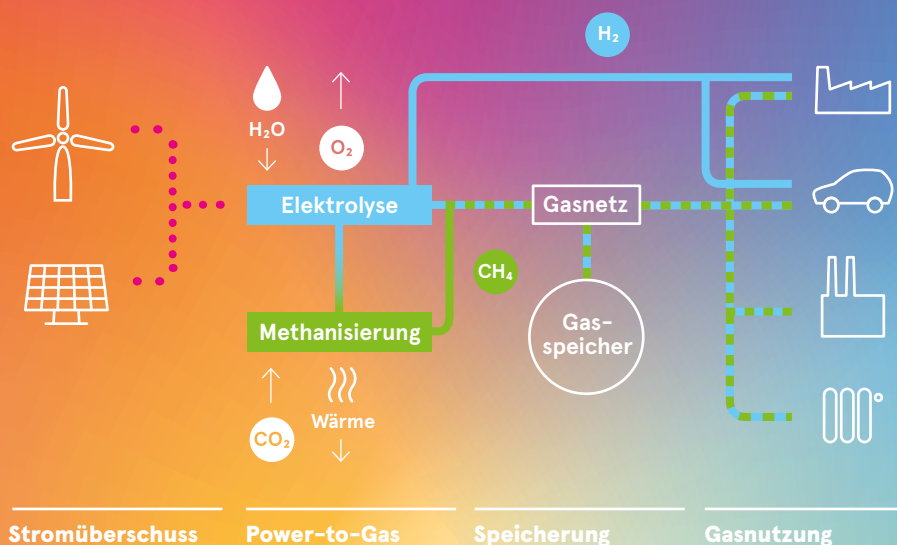 H₂
H₂O
O₂
Elektrolyse
Gasnetz
CH₄
Methanisierung
Gas-
speicher
CO₂
Wärme
Stromüberschuss
Power-to-Gas
Speicherung
Gasnutzung